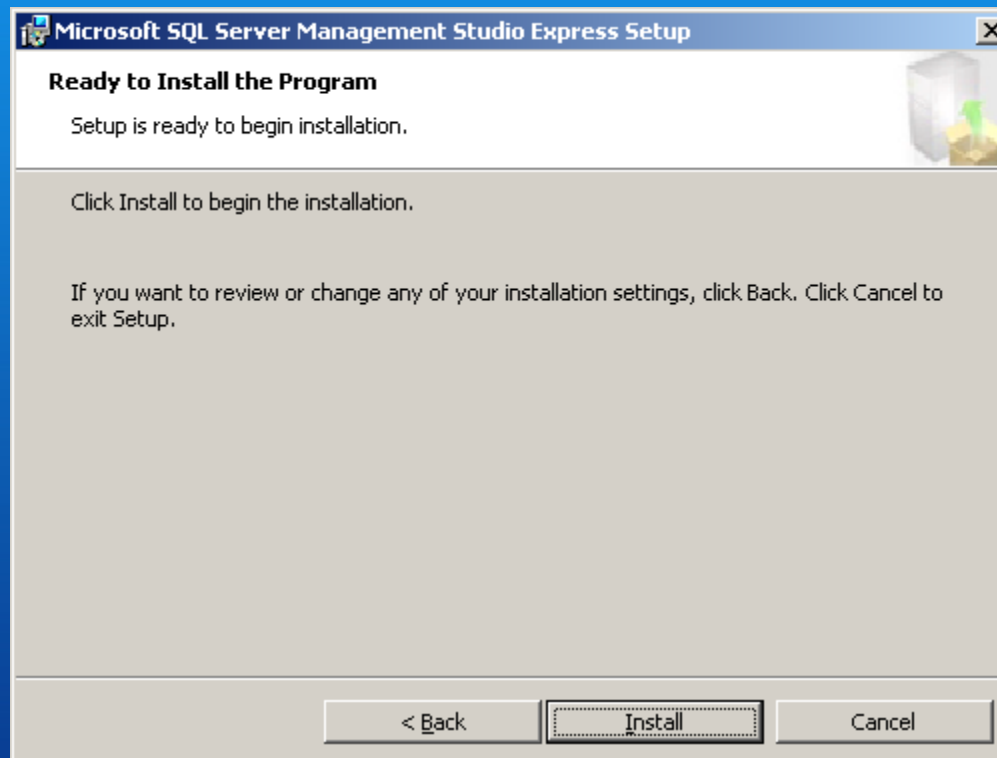 Microsoft SQL Server Management Studio Express Setup
Ready to Install the Program
Setup is ready to begin installation.
Click Install to begin the installation.
If you want to review or change any of your installation settings, click Back. Click Cancel to
exit Setup.
< Back Install Cancel